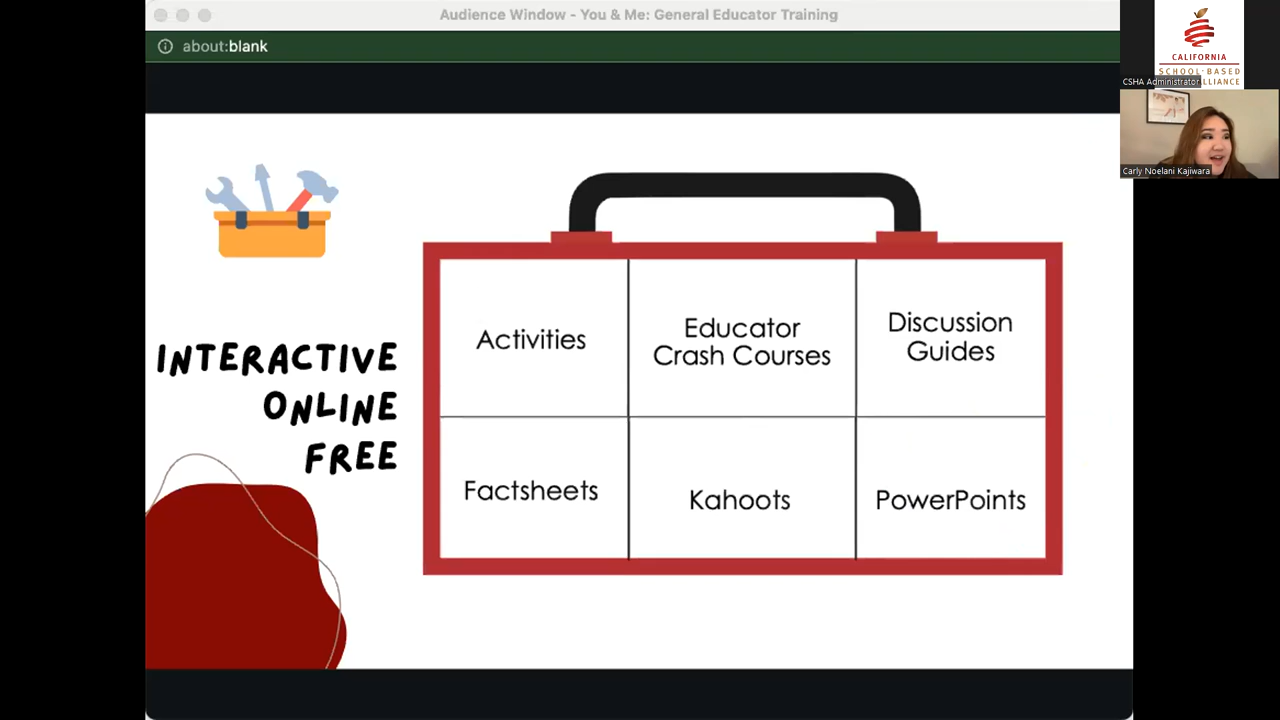 Audience Window - You & Me: General Educator Training
about:blank
INTERACTIVE
ONLINE
FREE
Activities
Educator
Crash Courses
Discussion
Guides
Factsheets
Kahoots
PowerPoints
CALIFORNIA
SCHOOL-BASED
CSHA Administrator
LLIANCE
Carly Noelani Kajiwara